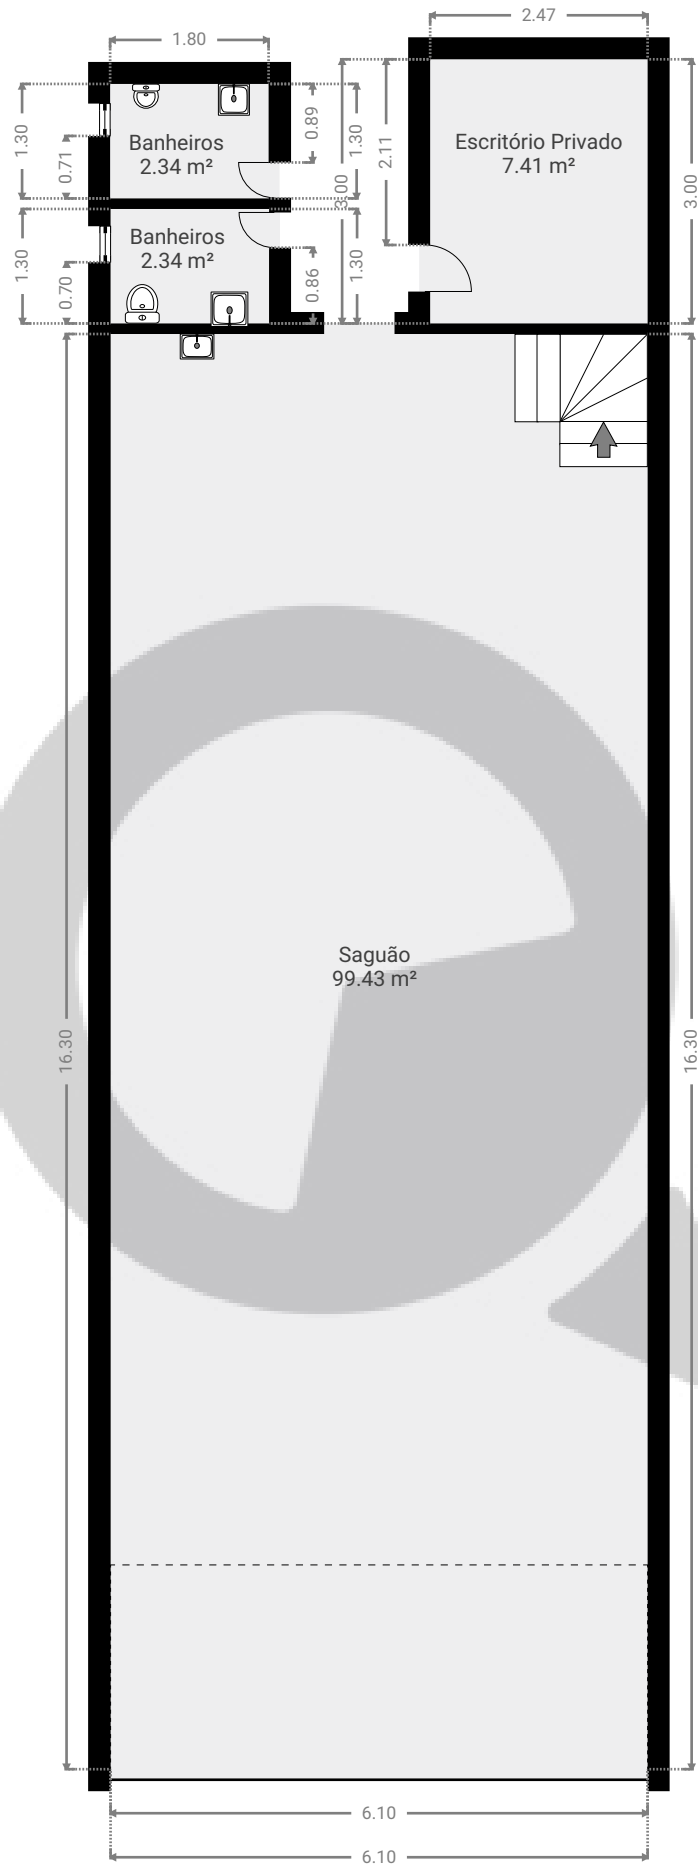 2.47
1.80
1.30
0.71
Banheiros
2.34 m²
0.89
1.30
3.00
2.11
Escritório Privado
7.41 m²
3.00
1.30
0.70
Banheiros
2.34 m²
0.86
1.30
Saguão
99.43 m²
16.30
16.30
6.10
6.10